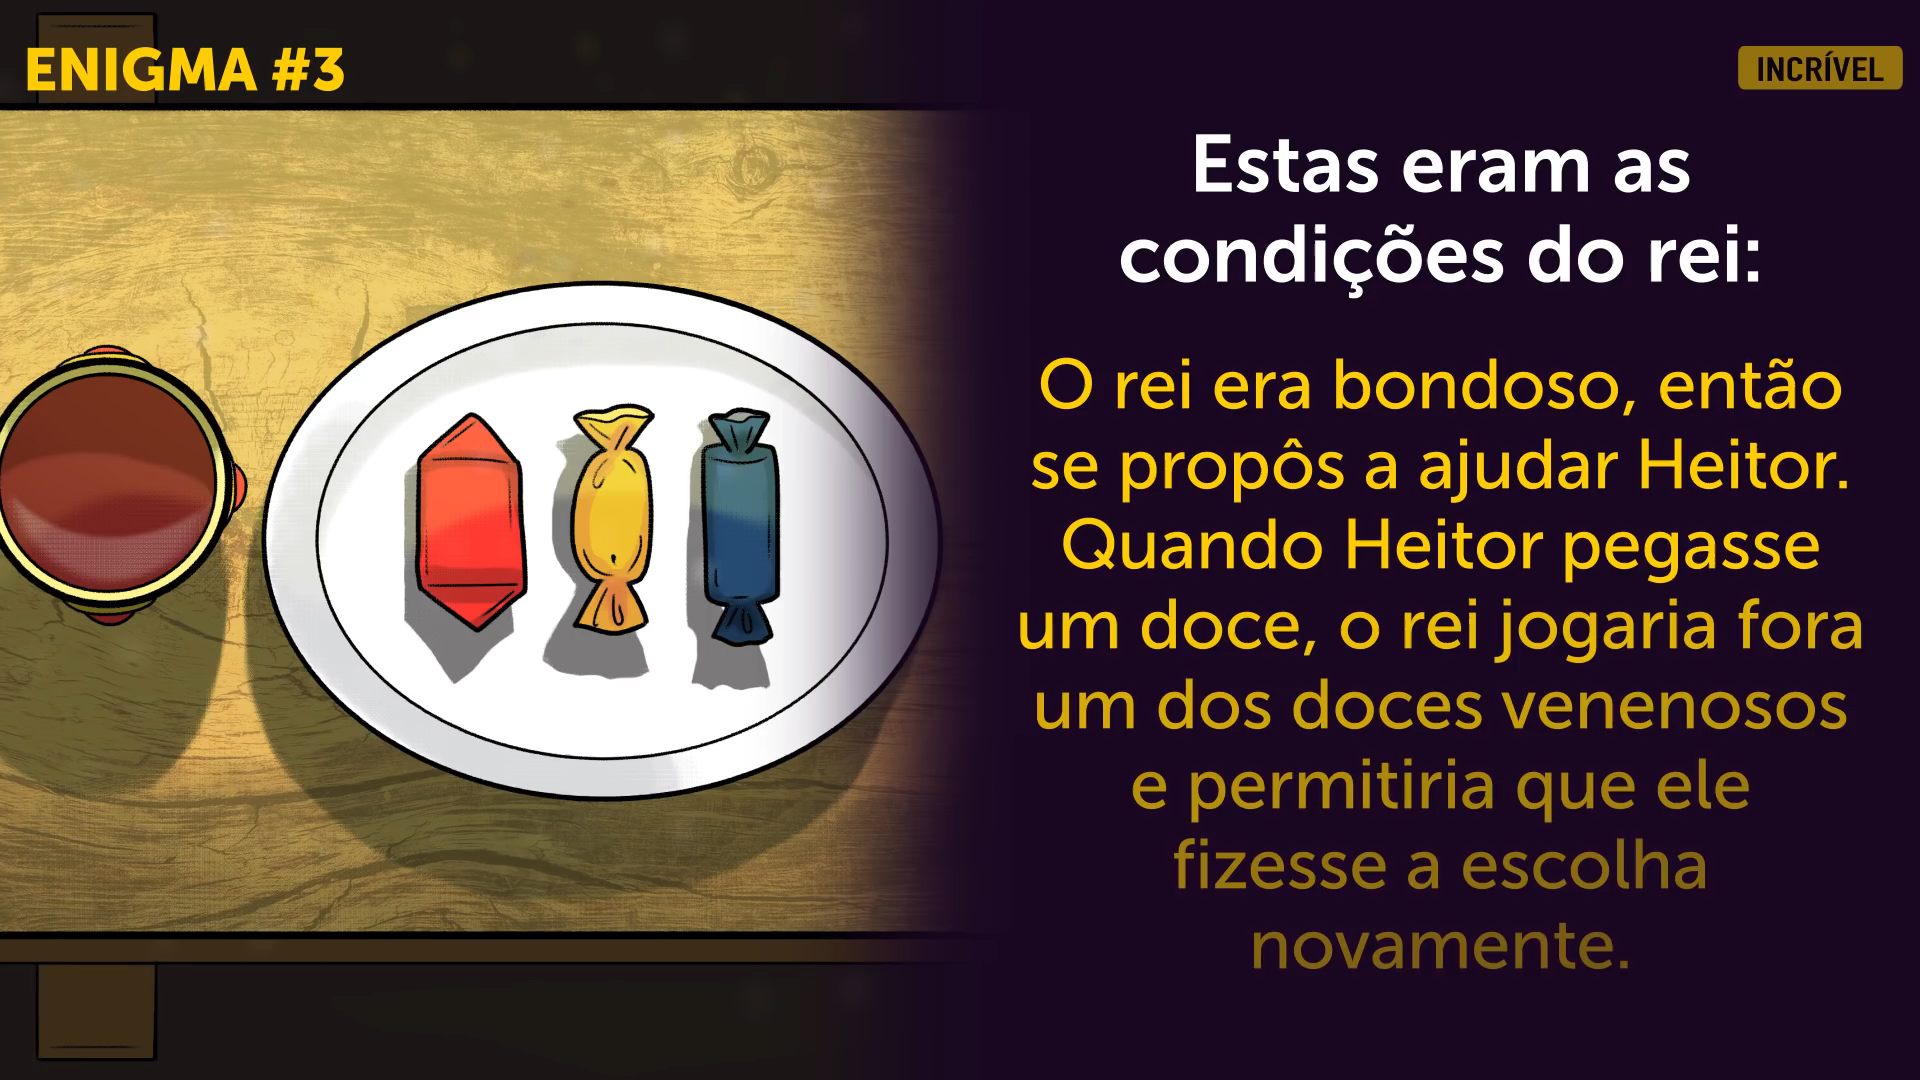 ENIGMA #3
INCRÍVEL
Estas eram as
condições do rei:
O rei era bondoso, então
se propôs a ajudar Heitor.
Quando Heitor pegasse
um doce, o rei jogaria fora
um dos doces venenosos
e permitiria que ele
fizesse a escolha
novamente.